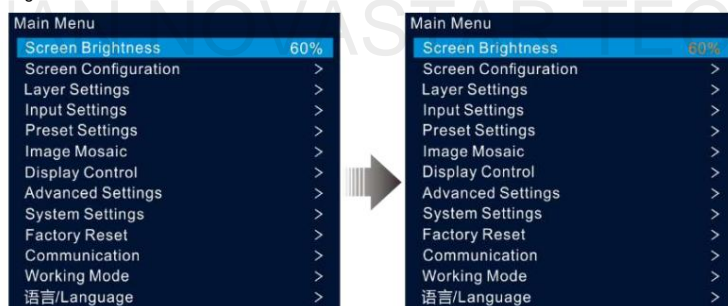 Main Menu
Screen Brightness 60%
Screen Configuration >
Layer Settings >
Input Settings >
Preset Settings >
Image Mosaic >
Display Control >
Advanced Settings >
System Settings >
Factory Reset >
Communication >
Working Mode >
语言/Language >
Main Menu
Screen Brightness 60%
Screen Configuration >
Layer Settings >
Input Settings >
Preset Settings >
Image Mosaic >
Display Control >
Advanced Settings >
System Settings >
Factory Reset >
Communication >
Working Mode >
语言/Language >